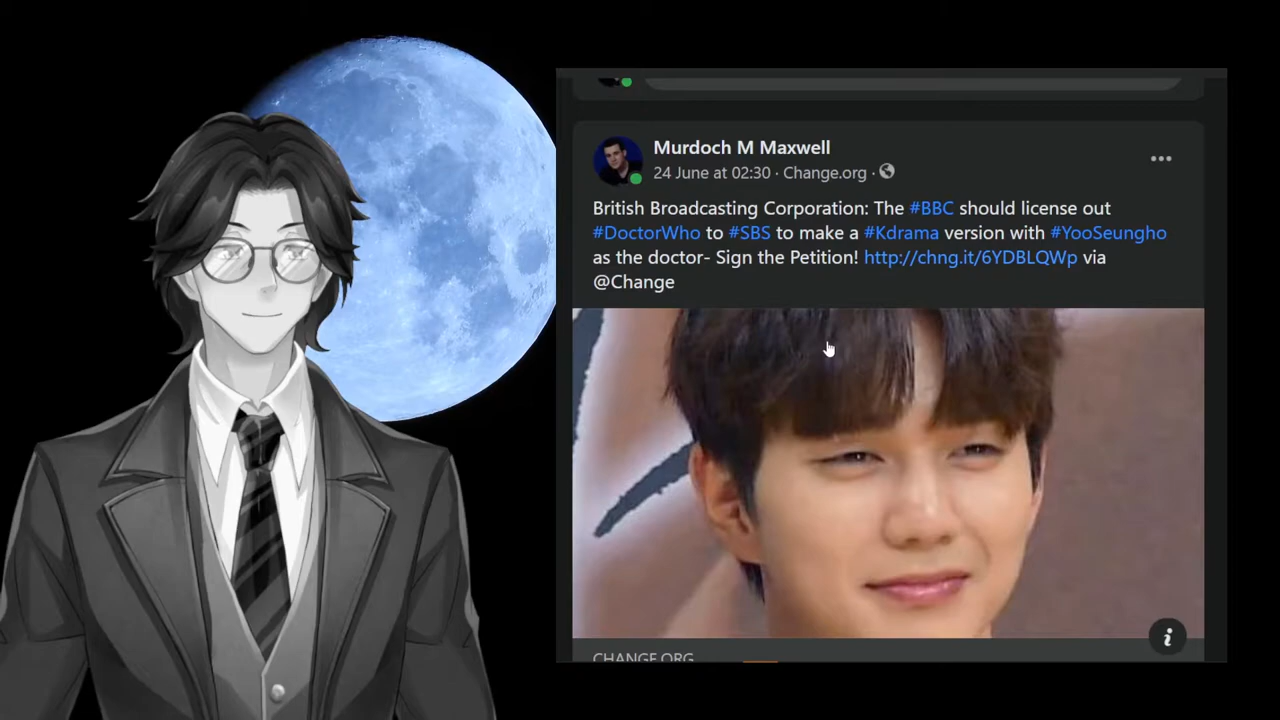 Murdoch M Maxwell
24 June at 02:30 · Change.org ·
British Broadcasting Corporation: The #BBC should license out
#DoctorWho to #SBS to make a #Kdrama version with #YooSeungho
as the doctor- Sign the Petition! http://chng.it/6YDBLQWp via
@Change
CHANGE.ORG